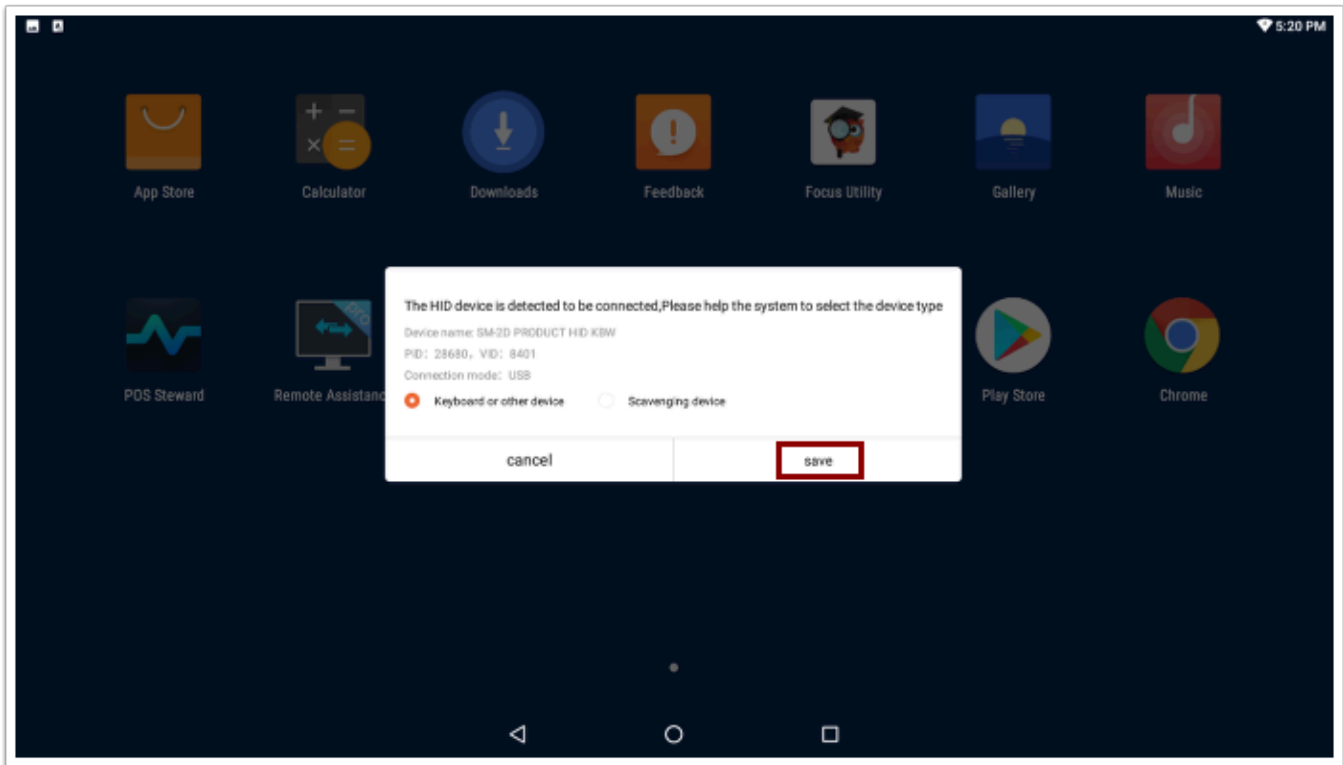 5:20 PM
App Store
Calculator
Downloads
Feedback
Focus Utility
Gallery
Music
The HID device is detected to be connected,Please help the system to select the device type
Device name: SM-2D PRODUCT HID KBW
PID: 28680, VID: 8401
Connection mode: USB
Keyboard or other device
Scavenging device
cancel
save
POS Steward
pro
Remote Assistanc
Play Store
Chrome